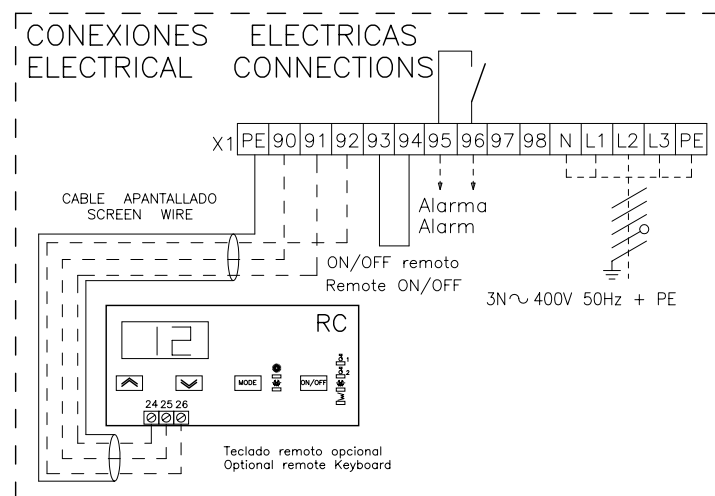 CONEXIONES ELECTRICAS
ELECTRICAL CONNECTIONS
X1 PE 90 91 92 93 94 95 96 97 98 N L1 L2 L3 PE
CABLE APANTALLADO
SCREEN WIRE
Alarma
Alarm
ON/OFF remoto
Remote ON/OFF
3N~ 400V 50Hz + PE
RC
12
MODE
ON/OFF
1
2
24 25 26
Teclado remoto opcional
Optional remote Keyboard